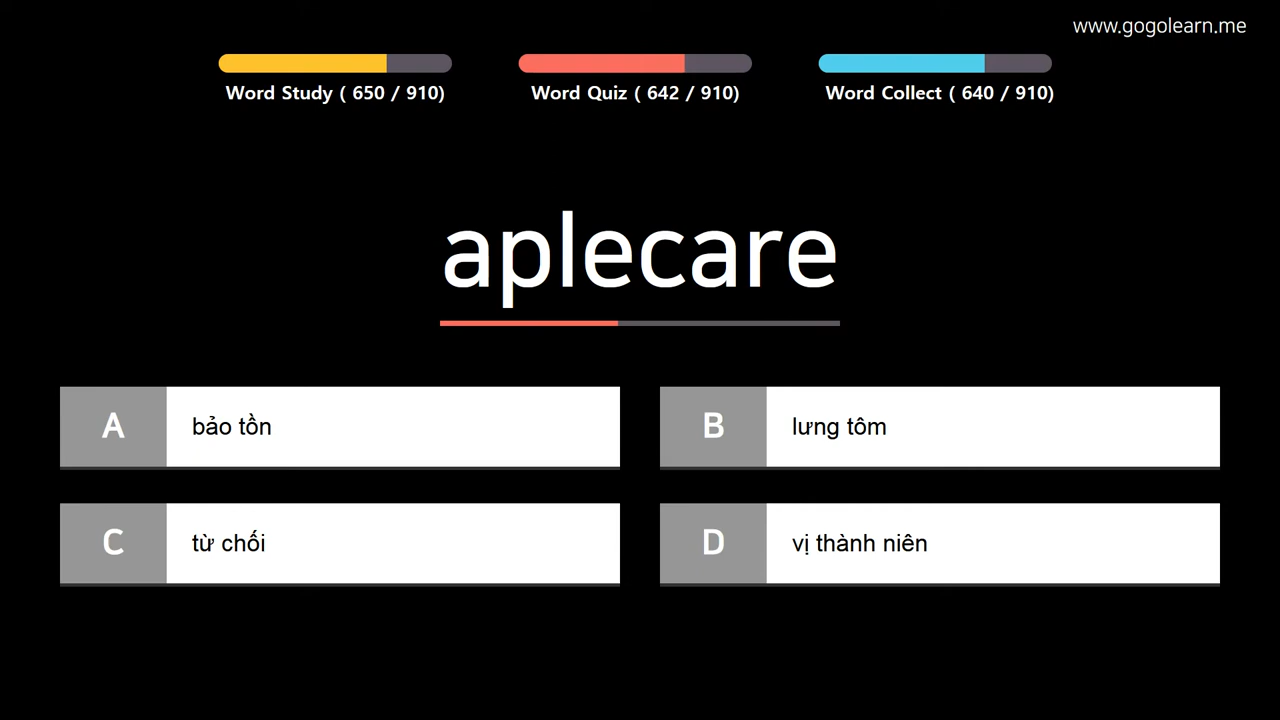 www.gogolearn.me
Word Study ( 650 / 910)
Word Quiz ( 642 / 910)
Word Collect ( 640 / 910)
aplecare
A bảo tồn
B lưng tôm
C từ chối
D vị thành niên